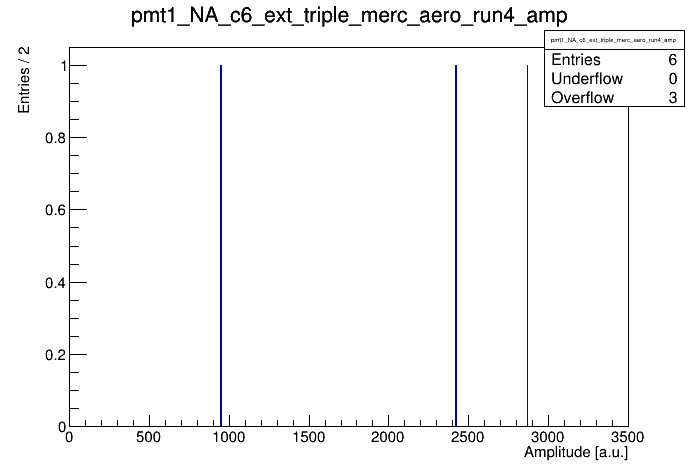 pmt1_NA_c6_ext_triple_merc_aero_run4_amp
pmt1_NA_c6_ext_triple_merc_aero_run4_amp
Entries 6
Underflow 0
Overflow 3
Entries / 2
1
0.8
0.6
0.4
0.2
0
0 500 1000 1500 2000 2500 3000 3500
Amplitude [a.u.]